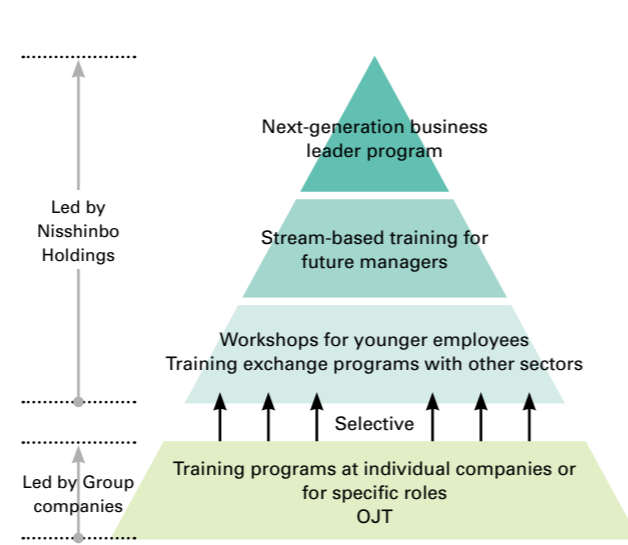 Next-generation business
leader program
Led by
Nisshinbo
Holdings
Stream-based training for
future managers
Workshops for younger employees
Training exchange programs with other sectors
Selective
Led by Group
companies
Training programs at individual companies or
for specific roles
OJT